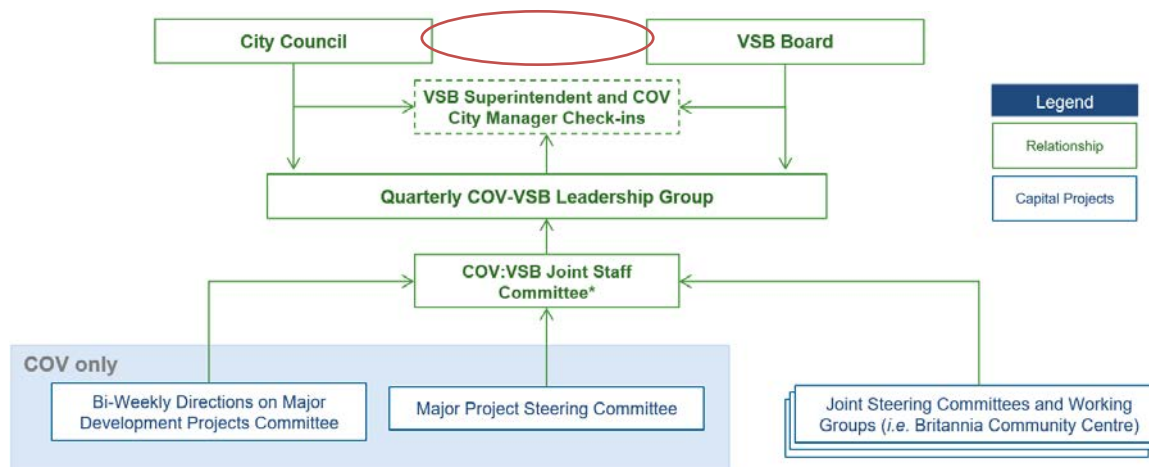 City Council
VSB Board
VSB Superintendent and COV
City Manager Check-ins
Legend
Relationship
Capital Projects
Quarterly COV-VSB Leadership Group
COV:VSB Joint Staff
Committee*
COV only
Bi-Weekly Directions on Major
Development Projects Committee
Major Project Steering Committee
Joint Steering Committees and Working
Groups (i.e. Britannia Community Centre)